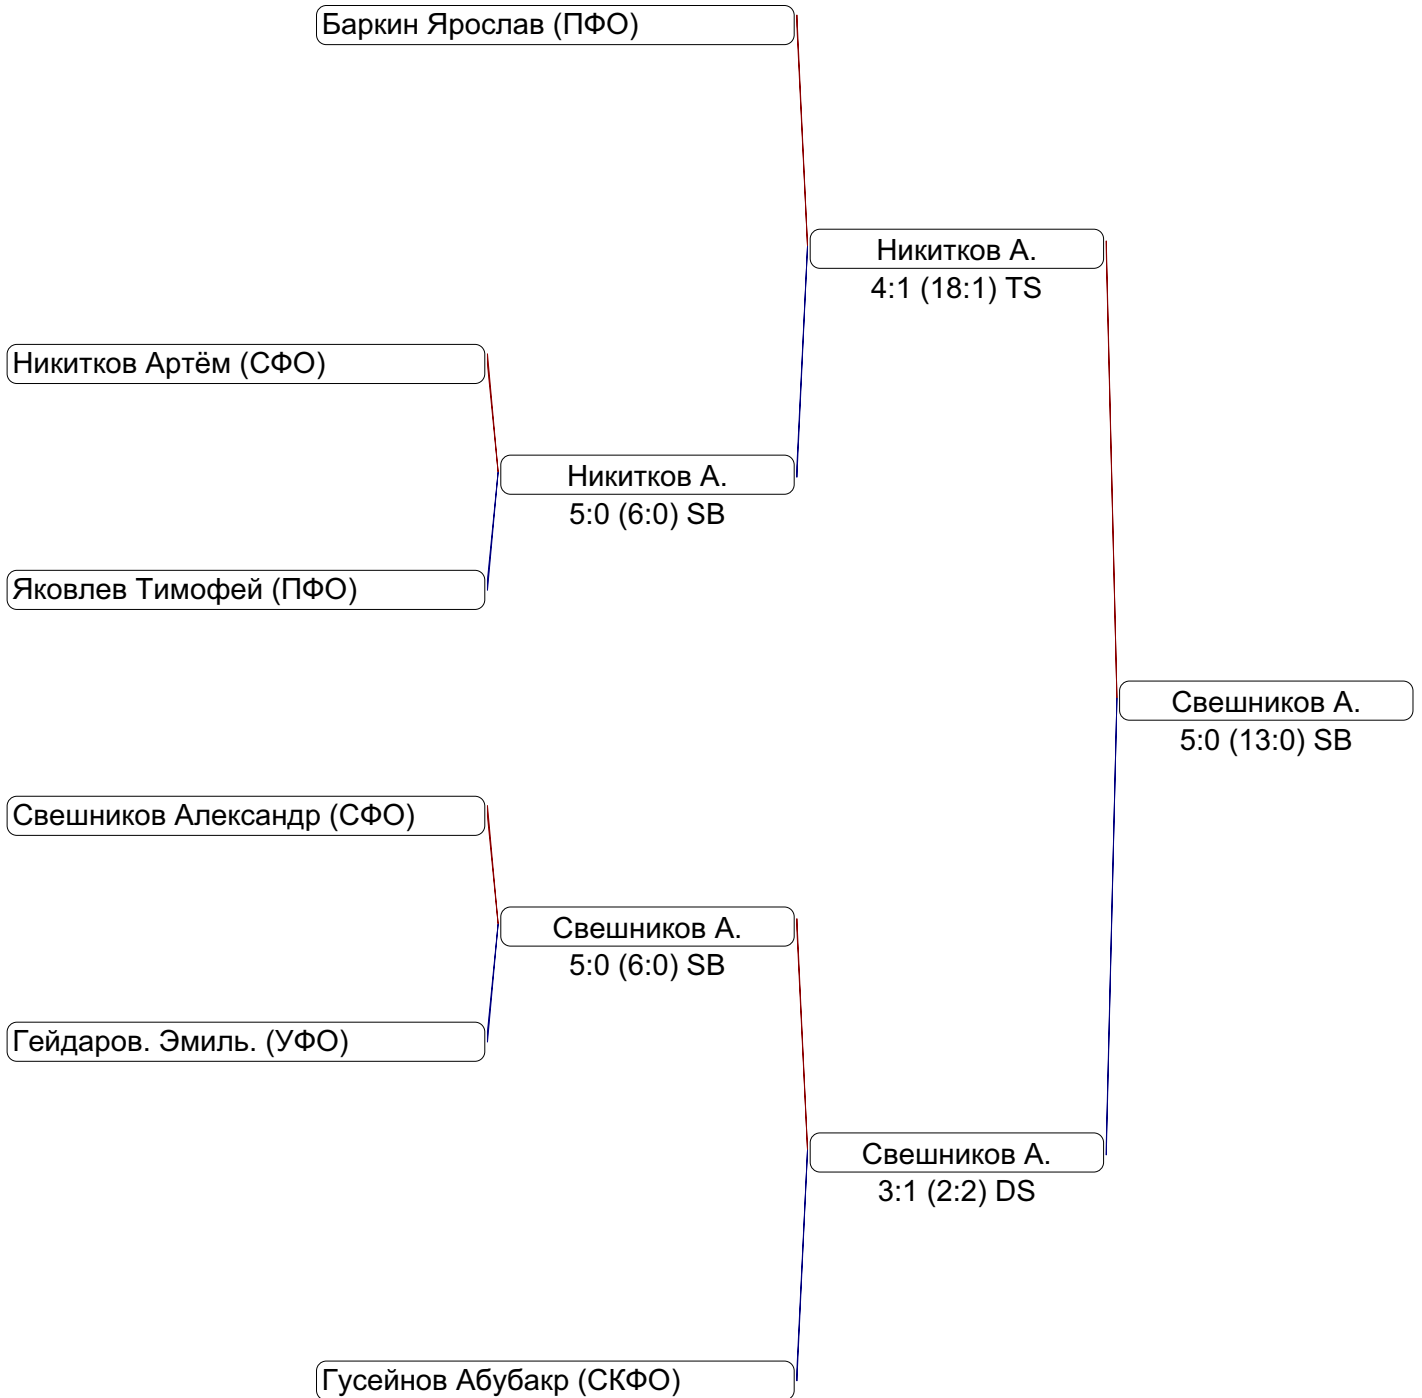 Баркин Ярослав (ПФО)
Никитков А.
4:1 (18:1) TS
Никитков Артём (СФО)
Никитков А.
5:0 (6:0) SB
Яковлев Тимофей (ПФО)
Свешников А.
5:0 (13:0) SB
Свешников Александр (СФО)
Свешников А.
5:0 (6:0) SB
Гейдаров. Эмиль. (УФО)
Свешников А.
3:1 (2:2) DS
Гусейнов Абубакр (СКФО)